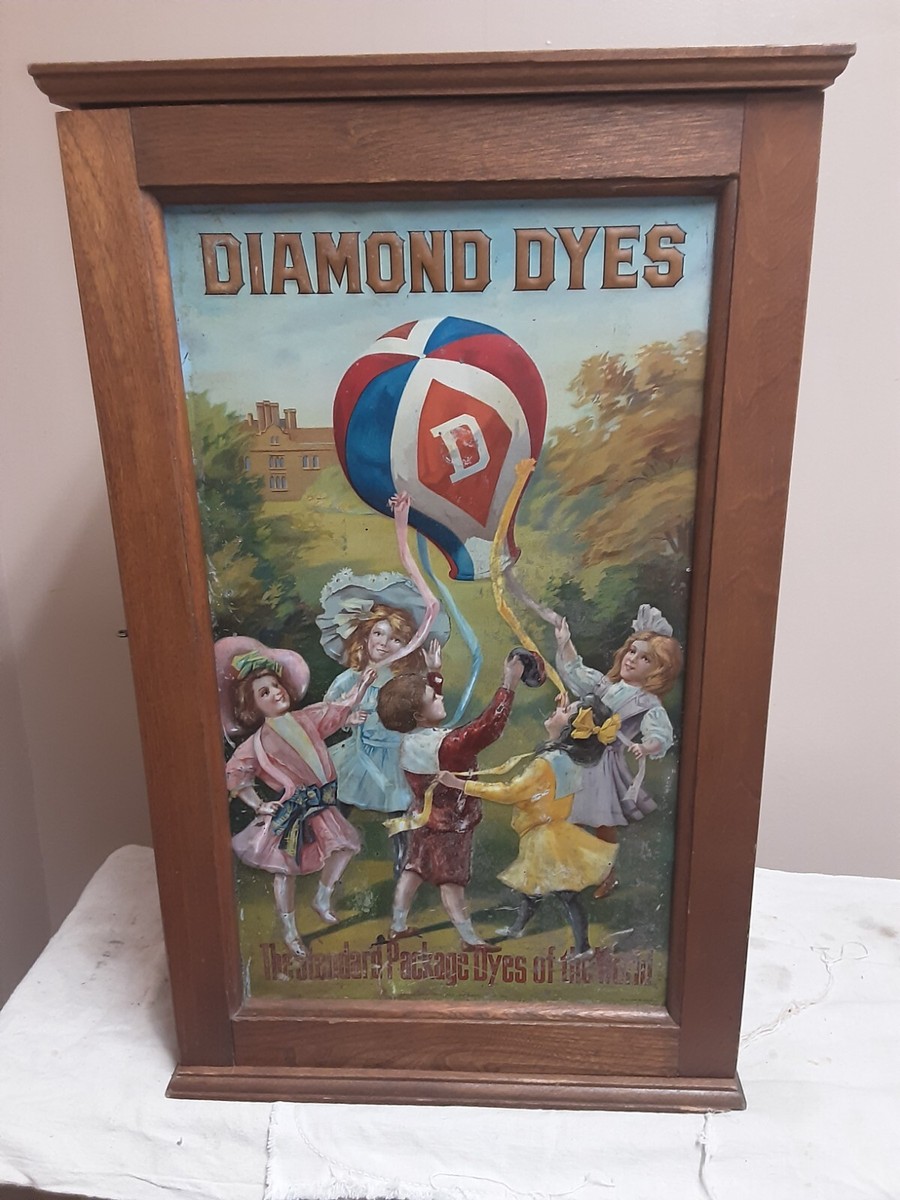 DIAMOND DYES
D
The Standard Package Dyes of the World